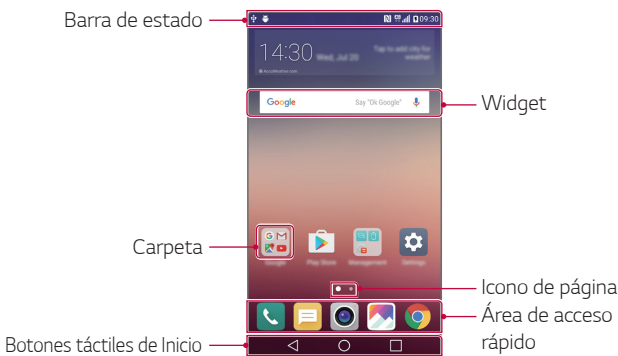 Barra de estado
09:30
14:30 Wed, Jul 20
Tap to add city for
weather
AccuWeather.com
Google
Say "Ok Google"
Widget
Carpeta
Google
Play Store
Management
Settings
Icono de página
Área de acceso
rápido
Botones táctiles de Inicio